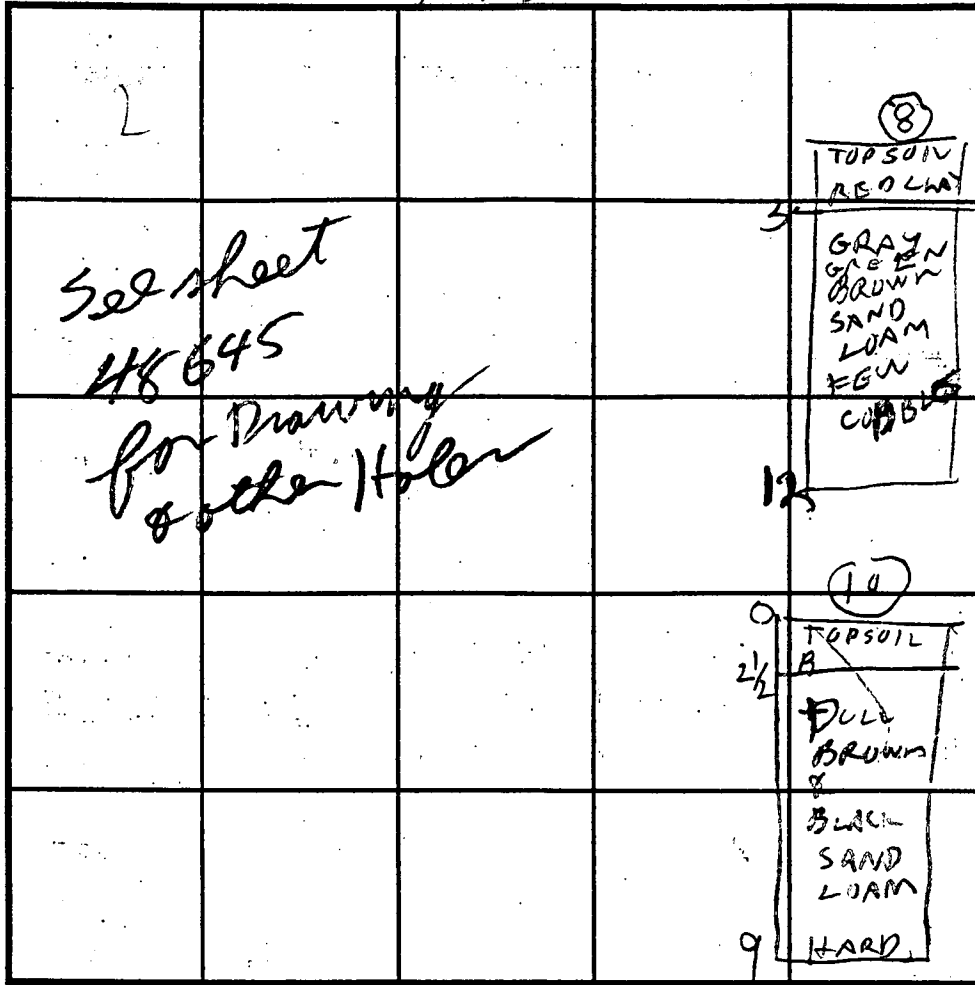 See sheet
48645
for Drawing
& other Holes
8
TOPSOIL
RED CLAY
3
GRAY
GREEN
BROWN
SAND
LOAM
FEW
COBBLES
12
10
0
TOPSOIL
2½
B
DULL
BROWN
&
BLACK
SAND
LOAM
9 HARD